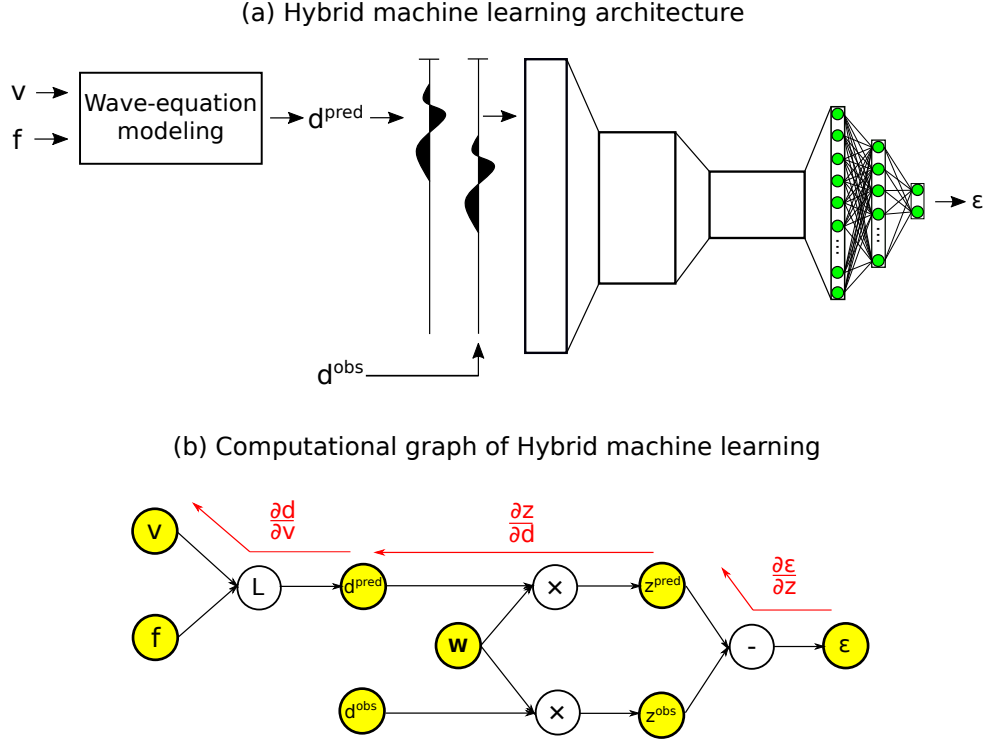 (a) Hybrid machine learning architecture
v
Wave-equation
modeling
f
d^pred
d^obs
ε
(b) Computational graph of Hybrid machine learning
∂d
∂v
∂z
∂d
∂ε
∂z
v
f
L
d^pred
×
z^pred
w
-
ε
d^obs
×
z^obs